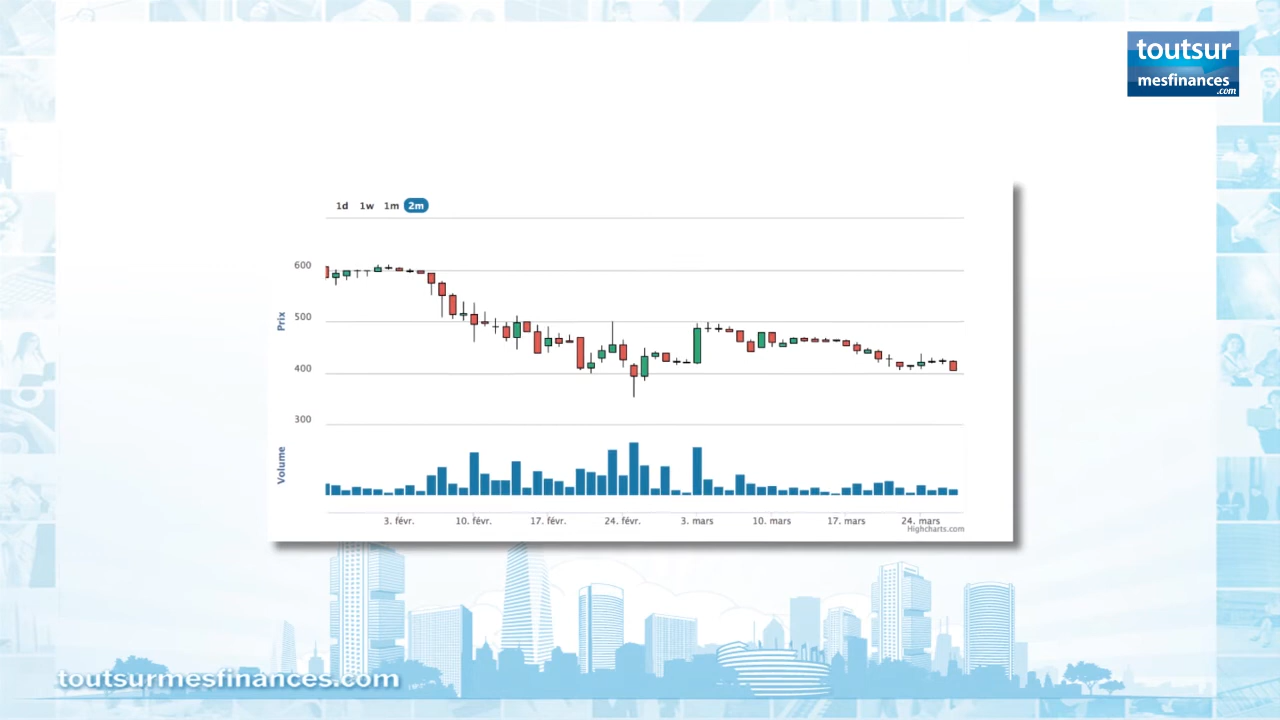 toutsur
mesfinances
.com
1d 1w 1m 2m
600
500
400
300
Prix
Volume
3. févr. 10. févr. 17. févr. 24. févr. 3. mars 10. mars 17. mars 24. mars
Highcharts.com
toutsurmesfinances.com